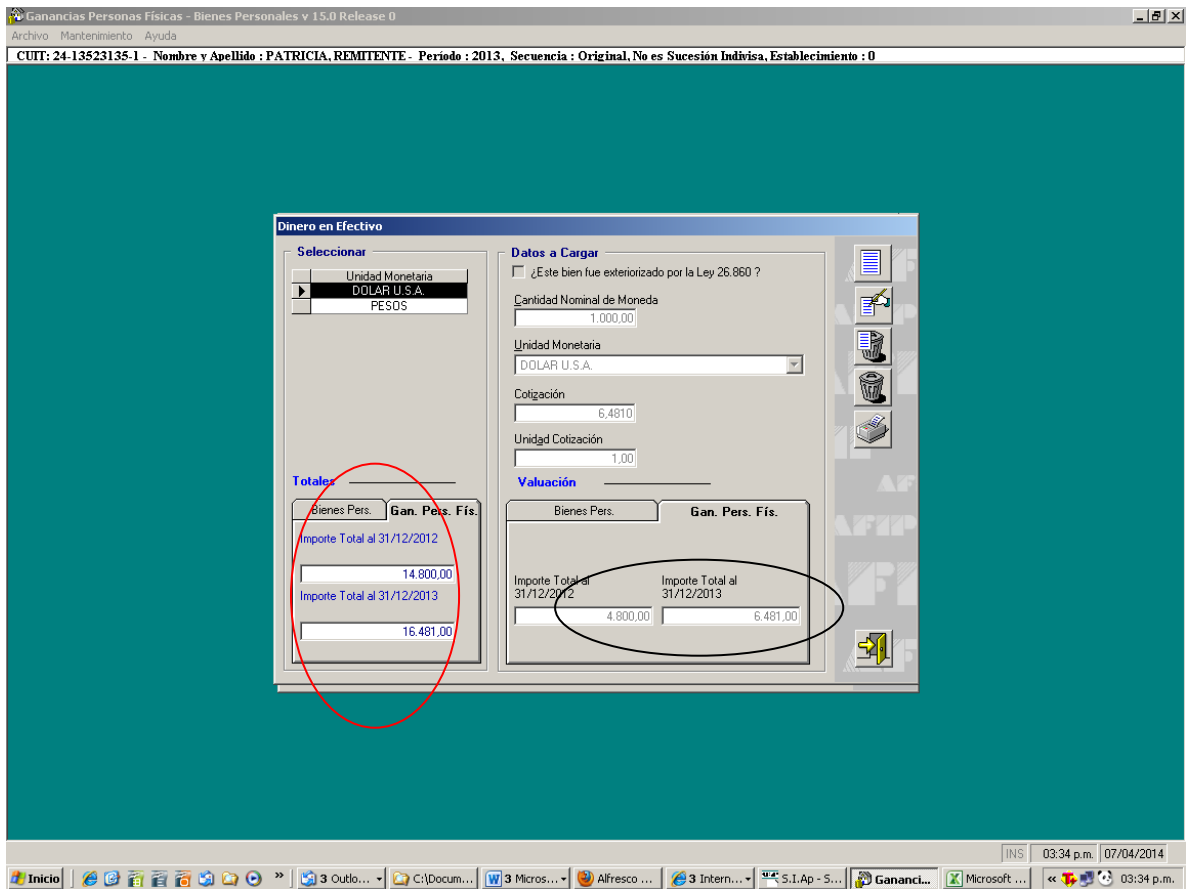 Ganancias Personas Físicas - Bienes Personales v 15.0 Release 0
Archivo Mantenimiento Ayuda
CUIT: 24-13523135-1 - Nombre y Apellido : PATRICIA, REMITENTE - Período : 2013, Secuencia : Original, No es Sucesión Indivisa, Establecimiento : 0
Dinero en Efectivo
Seleccionar
Unidad Monetaria
DOLAR U.S.A.
PESOS
Datos a Cargar
¿Este bien fue exteriorizado por la Ley 26.860 ?
Cantidad Nominal de Moneda
1.000,00
Unidad Monetaria
DOLAR U.S.A.
Cotización
6,4810
Unidad Cotización
1,00
Totales
Bienes Pers. Gan. Pers. Fís.
Importe Total al 31/12/2012
14.800,00
Importe Total al 31/12/2013
16.481,00
Valuación
Bienes Pers. Gan. Pers. Fís.
Importe Total al 31/12/2012
4.800,00
Importe Total al 31/12/2013
6.481,00
AFIP
INS 03:34 p.m. 07/04/2014
Inicio » 3 Outlo... C:\Docum... 3 Micros... Alfresco ... 3 Intern... S.I.Ap - S... Gananci... Microsoft ... « 03:34 p.m.